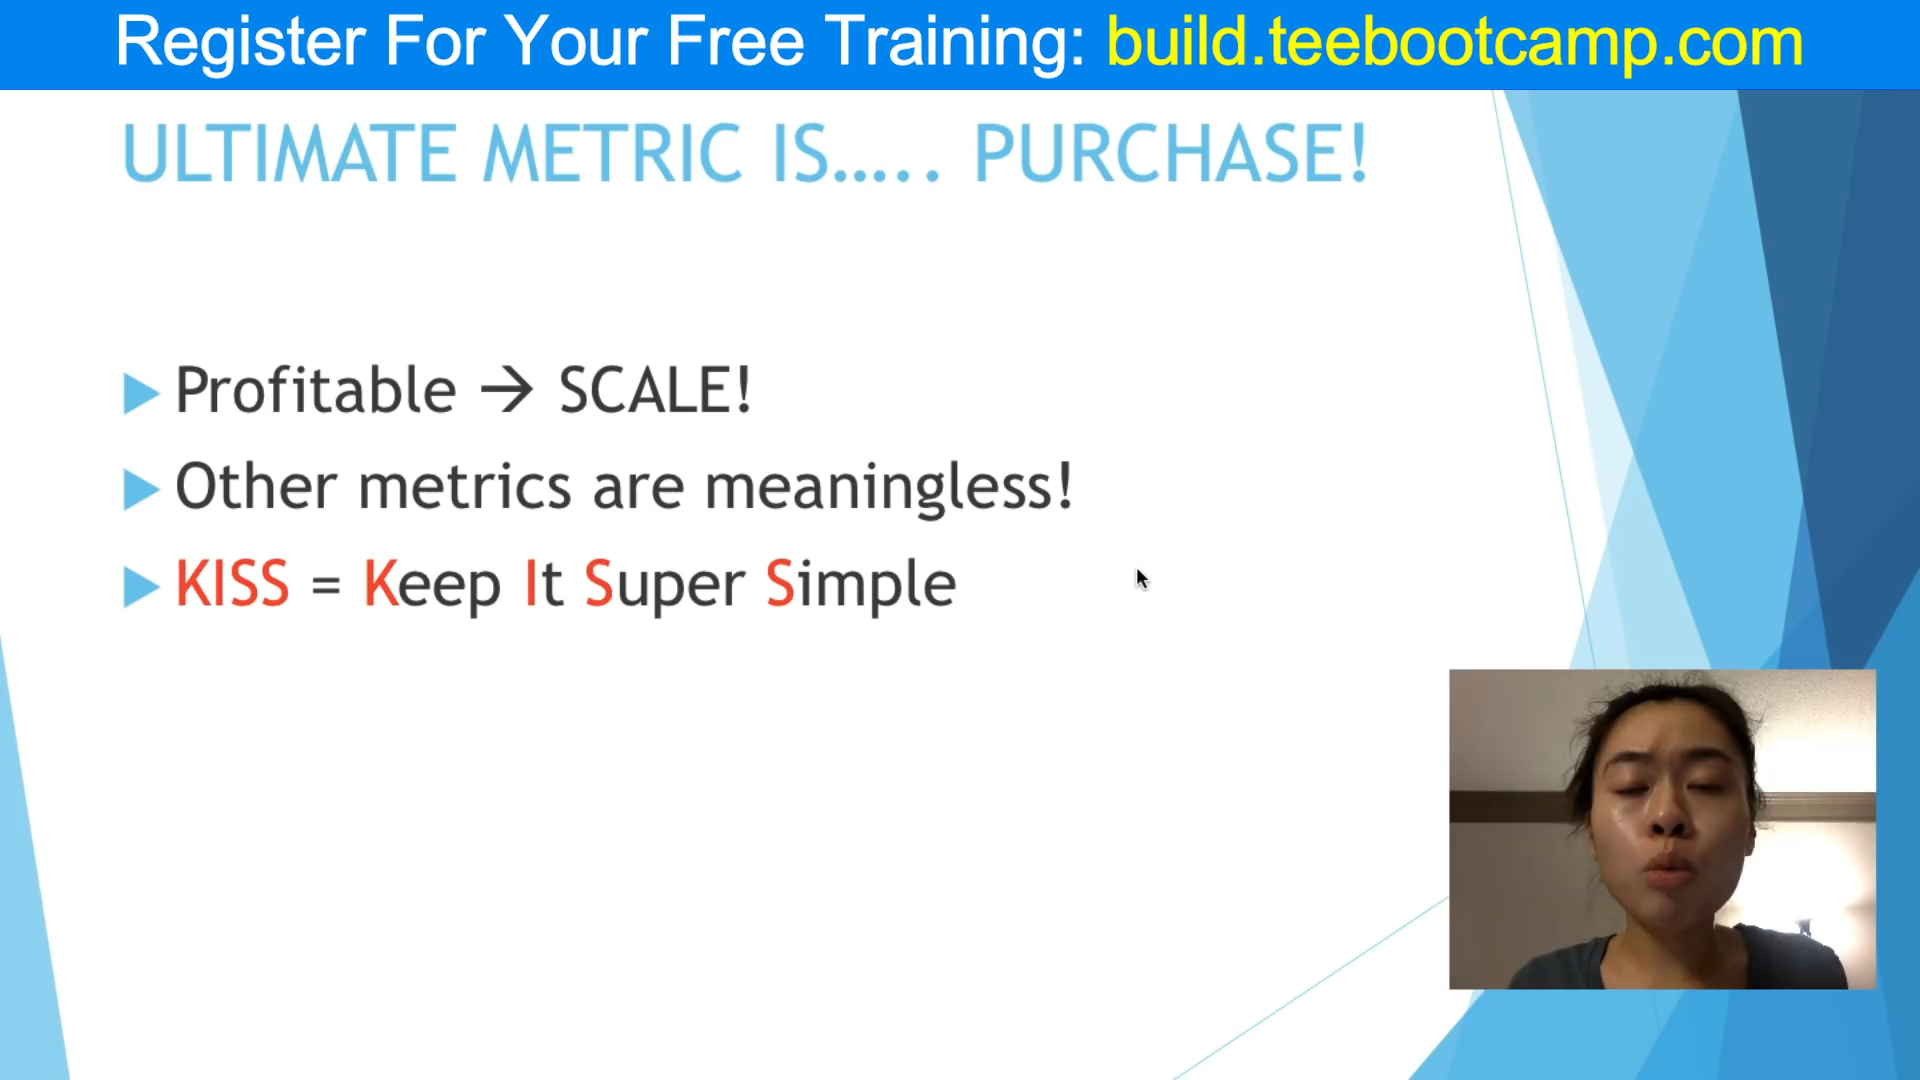 Register For Your Free Training: build.teebootcamp.com
ULTIMATE METRIC IS….. PURCHASE!
Profitable → SCALE!
Other metrics are meaningless!
KISS = Keep It Super Simple